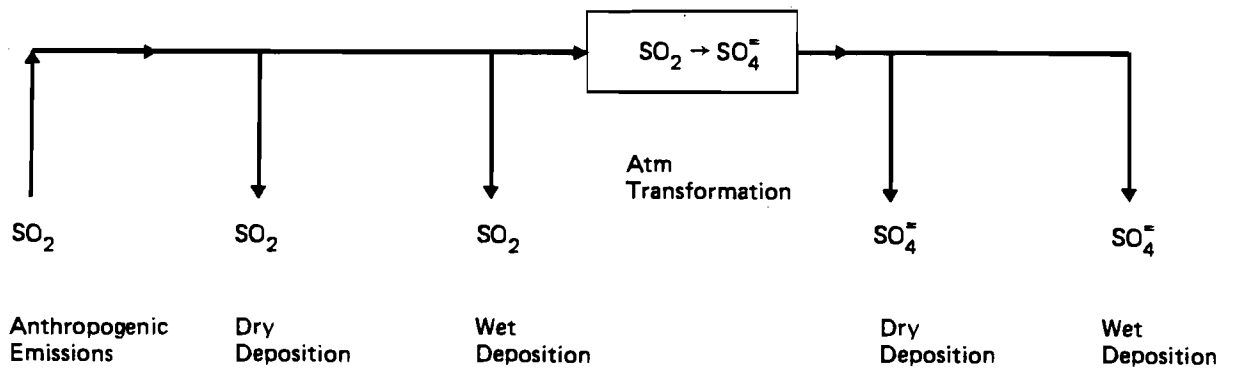 SO₂ → SO₄⁼
Atm
Transformation
SO₂
SO₂
SO₂
SO₄⁼
SO₄⁼
Anthropogenic
Emissions
Dry
Deposition
Wet
Deposition
Dry
Deposition
Wet
Deposition